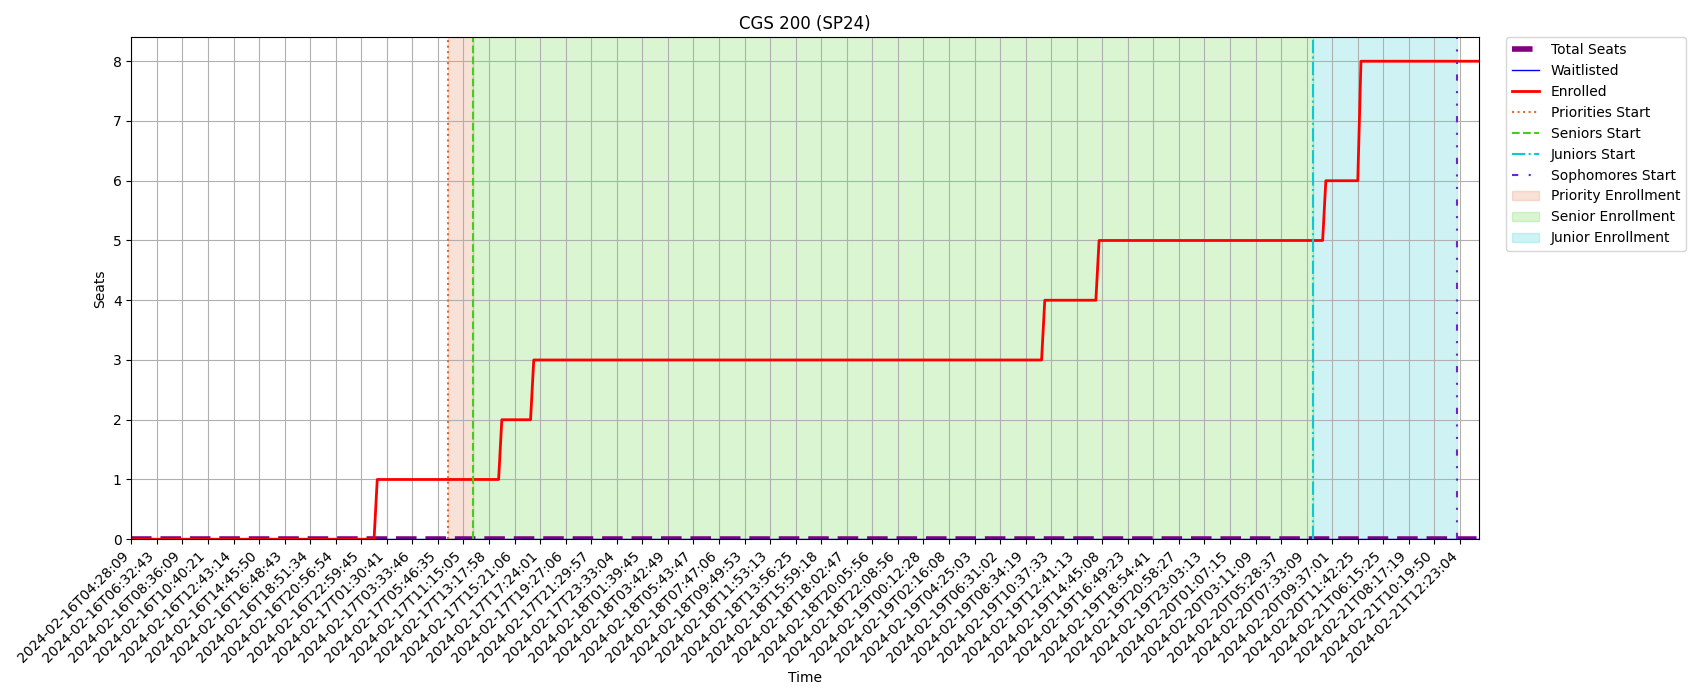 CGS 200 (SP24)
Total Seats
Waitlisted
Enrolled
Priorities Start
Seniors Start
Juniors Start
Sophomores Start
Priority Enrollment
Senior Enrollment
Junior Enrollment
Seats
8
7
6
5
4
3
2
1
0
2024-02-16T04:28:09
2024-02-16T06:32:43
2024-02-16T08:36:09
2024-02-16T10:40:21
2024-02-16T12:43:14
2024-02-16T14:45:50
2024-02-16T16:48:43
2024-02-16T18:51:34
2024-02-16T20:56:54
2024-02-16T22:59:45
2024-02-17T01:30:41
2024-02-17T03:33:46
2024-02-17T05:46:35
2024-02-17T11:15:05
2024-02-17T13:17:58
2024-02-17T15:21:06
2024-02-17T17:24:01
2024-02-17T19:27:06
2024-02-17T21:29:57
2024-02-17T23:33:04
2024-02-18T01:39:45
2024-02-18T03:42:49
2024-02-18T05:43:47
2024-02-18T07:47:06
2024-02-18T09:49:53
2024-02-18T11:53:13
2024-02-18T13:56:25
2024-02-18T15:59:18
2024-02-18T18:02:47
2024-02-18T20:05:56
2024-02-18T22:08:56
2024-02-19T00:12:28
2024-02-19T02:16:08
2024-02-19T04:25:03
2024-02-19T06:31:02
2024-02-19T08:34:19
2024-02-19T10:37:33
2024-02-19T12:41:13
2024-02-19T14:45:08
2024-02-19T16:49:23
2024-02-19T18:54:41
2024-02-19T20:58:27
2024-02-19T23:03:13
2024-02-20T01:07:15
2024-02-20T03:11:09
2024-02-20T05:28:37
2024-02-20T07:33:09
2024-02-20T09:37:01
2024-02-20T11:42:25
2024-02-21T06:15:25
2024-02-21T08:17:19
2024-02-21T10:19:50
2024-02-21T12:23:04
Time